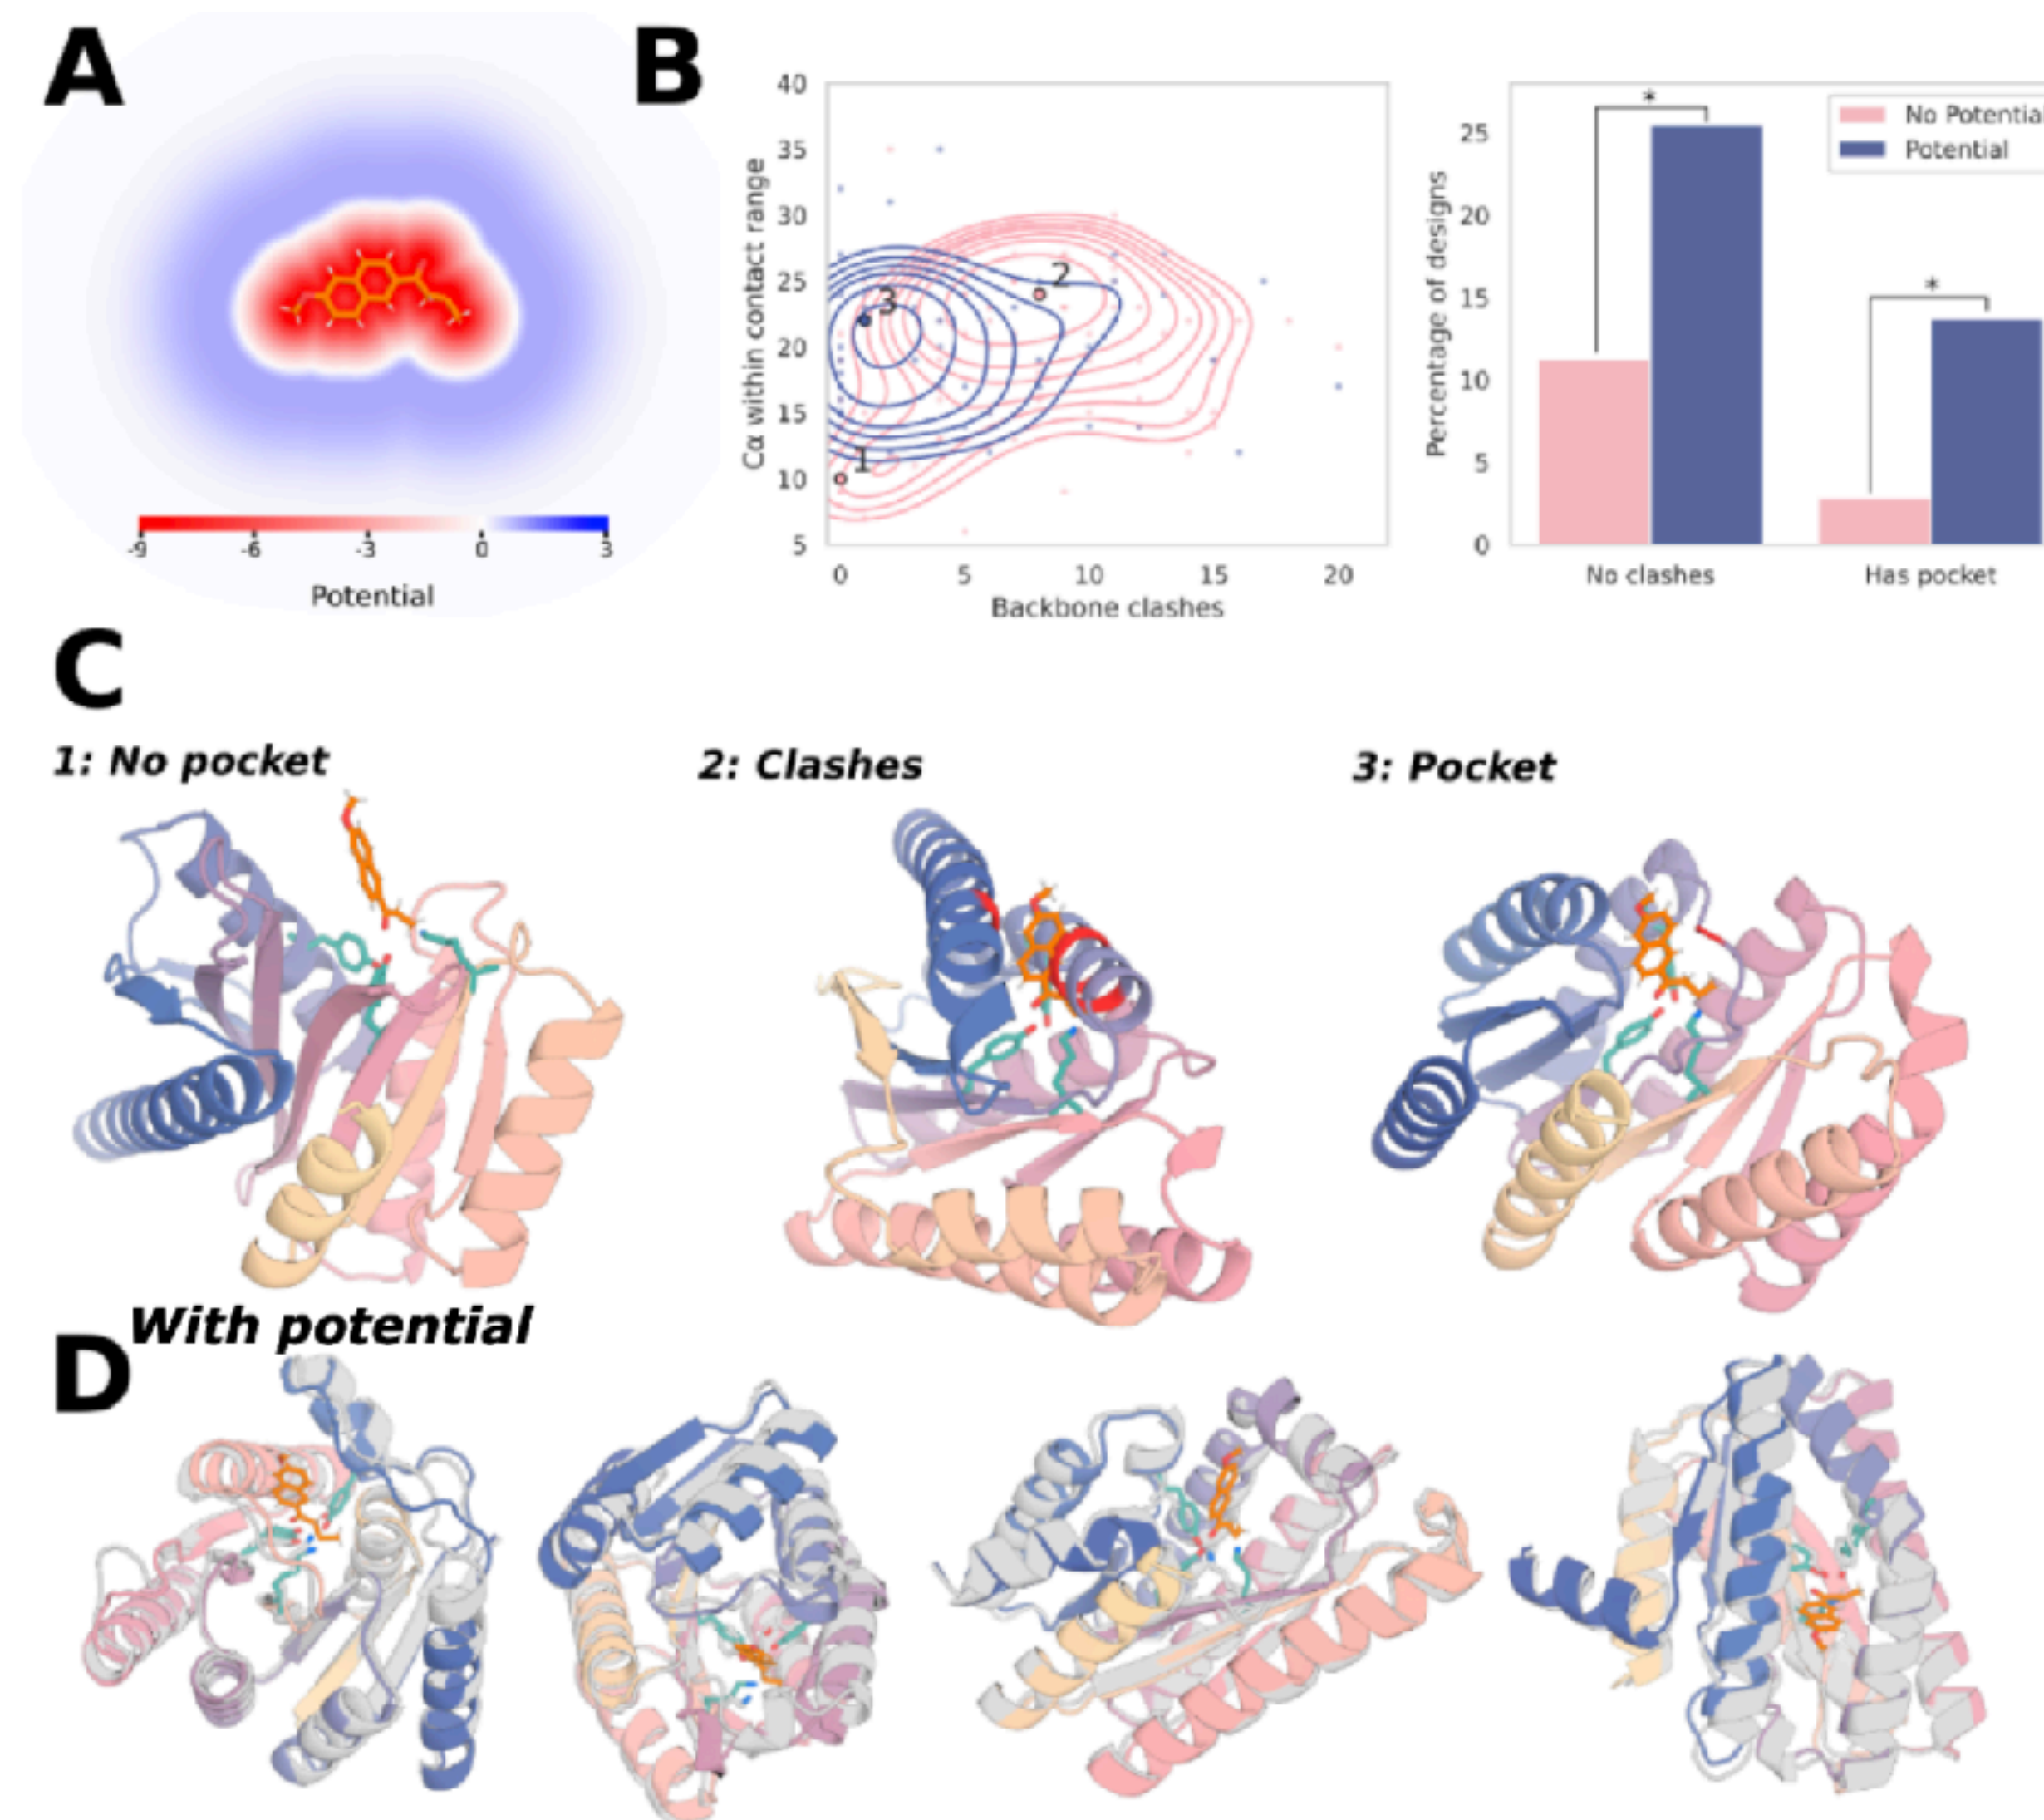 A
B
-9 -6 -3 0 3
Potential
40
35
30
25
20
15
10
5
Cα within contact range
0 5 10 15 20
Backbone clashes
1
2
3
25
20
15
10
5
0
Percentage of designs
No clashes Has pocket
No Potential
Potential
*
*
C
1: No pocket
2: Clashes
3: Pocket
With potential
D